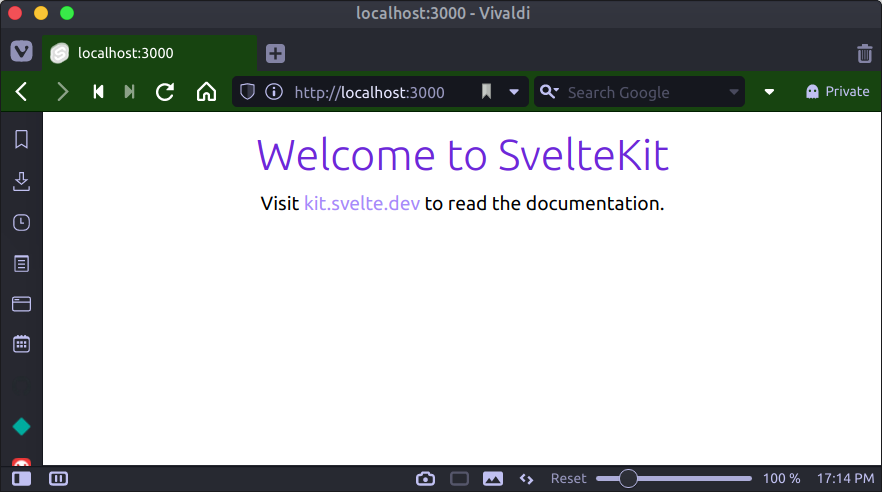 localhost:3000 - Vivaldi
localhost:3000
http://localhost:3000
Search Google
Private
Welcome to SvelteKit
Visit kit.svelte.dev to read the documentation.
Reset
100 %
17:14 PM